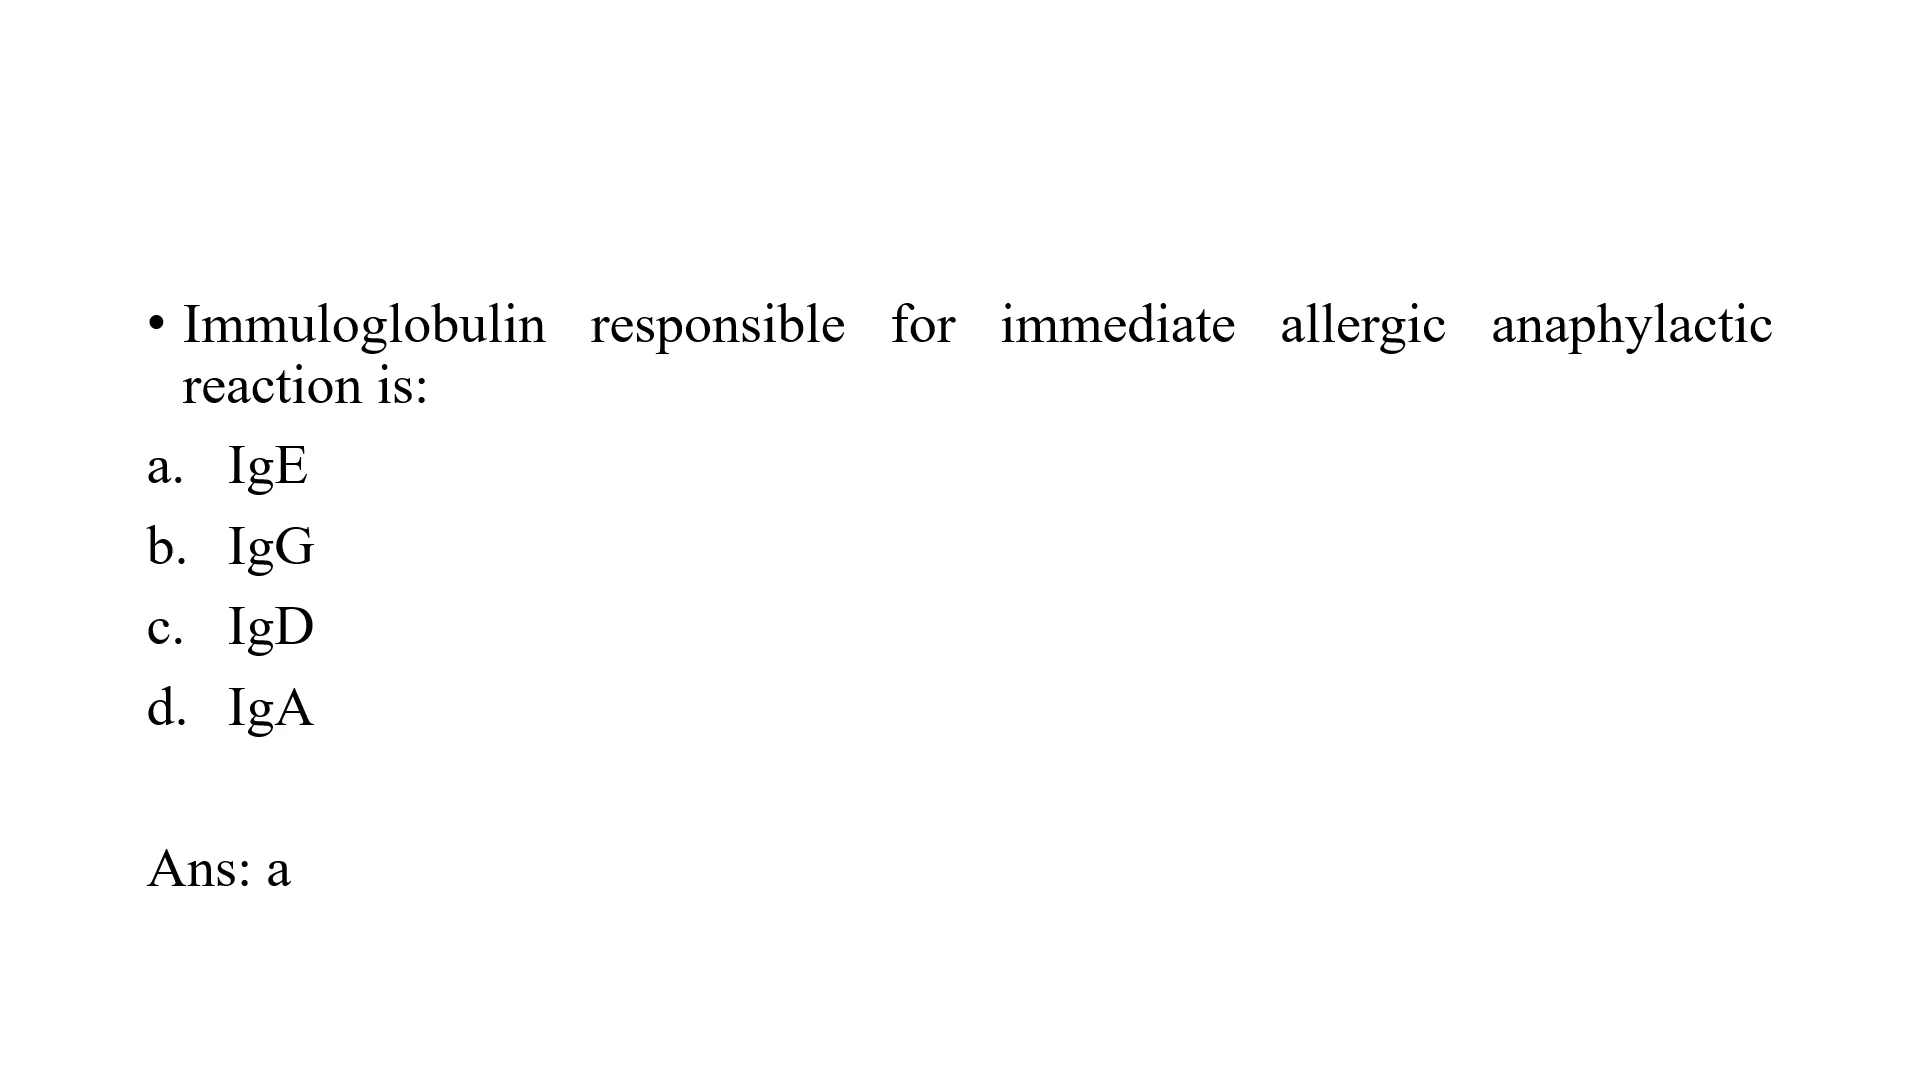 • Immuloglobulin responsible for immediate allergic anaphylactic
reaction is:
a. IgE
b. IgG
c. IgD
d. IgA
Ans: a